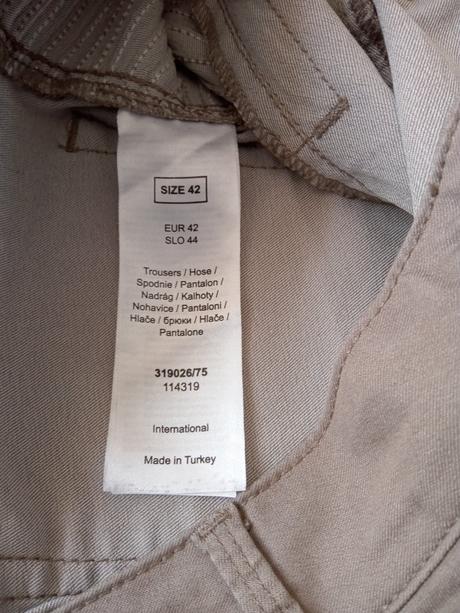 SIZE 42
EUR 42
SLO 44
Trousers / Hose /
Spodnie / Pantalon /
Nadrág / Kalhoty /
Nohavice / Pantaloni /
Hlače / брюки / Hlače /
Pantalone
319026/75
114319
International
Made in Turkey